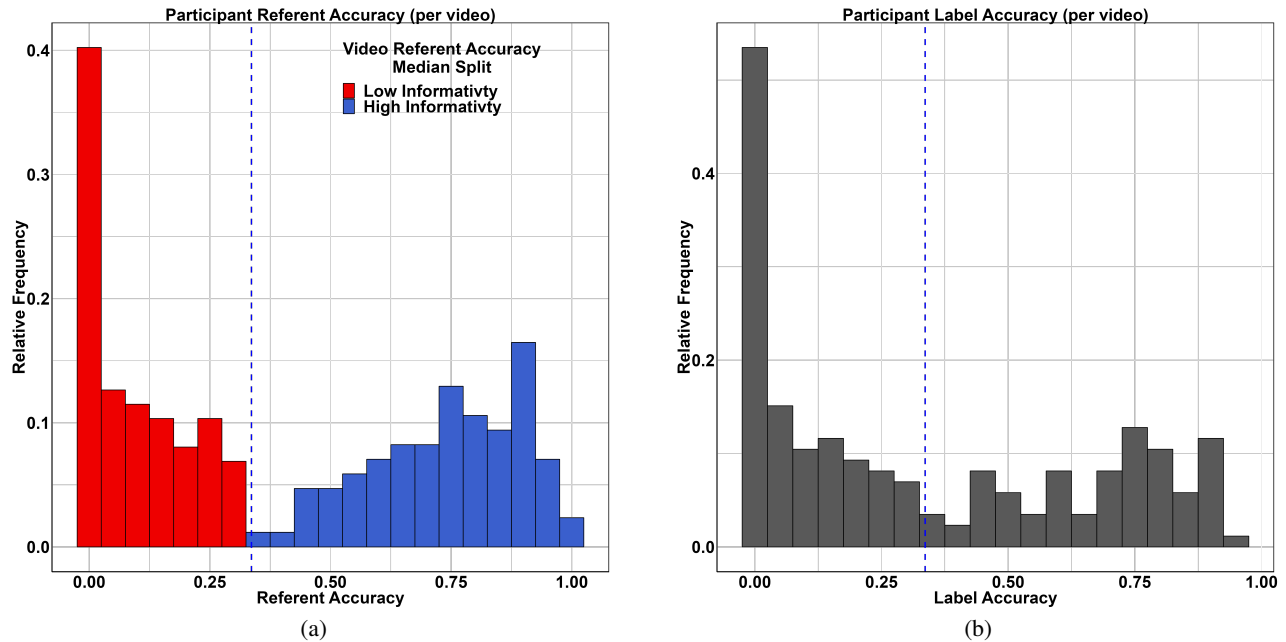 Participant Referent Accuracy (per video)
Video Referent Accuracy
Median Split
Low Informativty
High Informativty
0.4
0.3
0.2
0.1
0.0
Relative Frequency
0.00 0.25 0.50 0.75 1.00
Referent Accuracy
(a)
Participant Label Accuracy (per video)
0.4
0.2
0.0
Relative Frequency
0.00 0.25 0.50 0.75 1.00
Label Accuracy
(b)